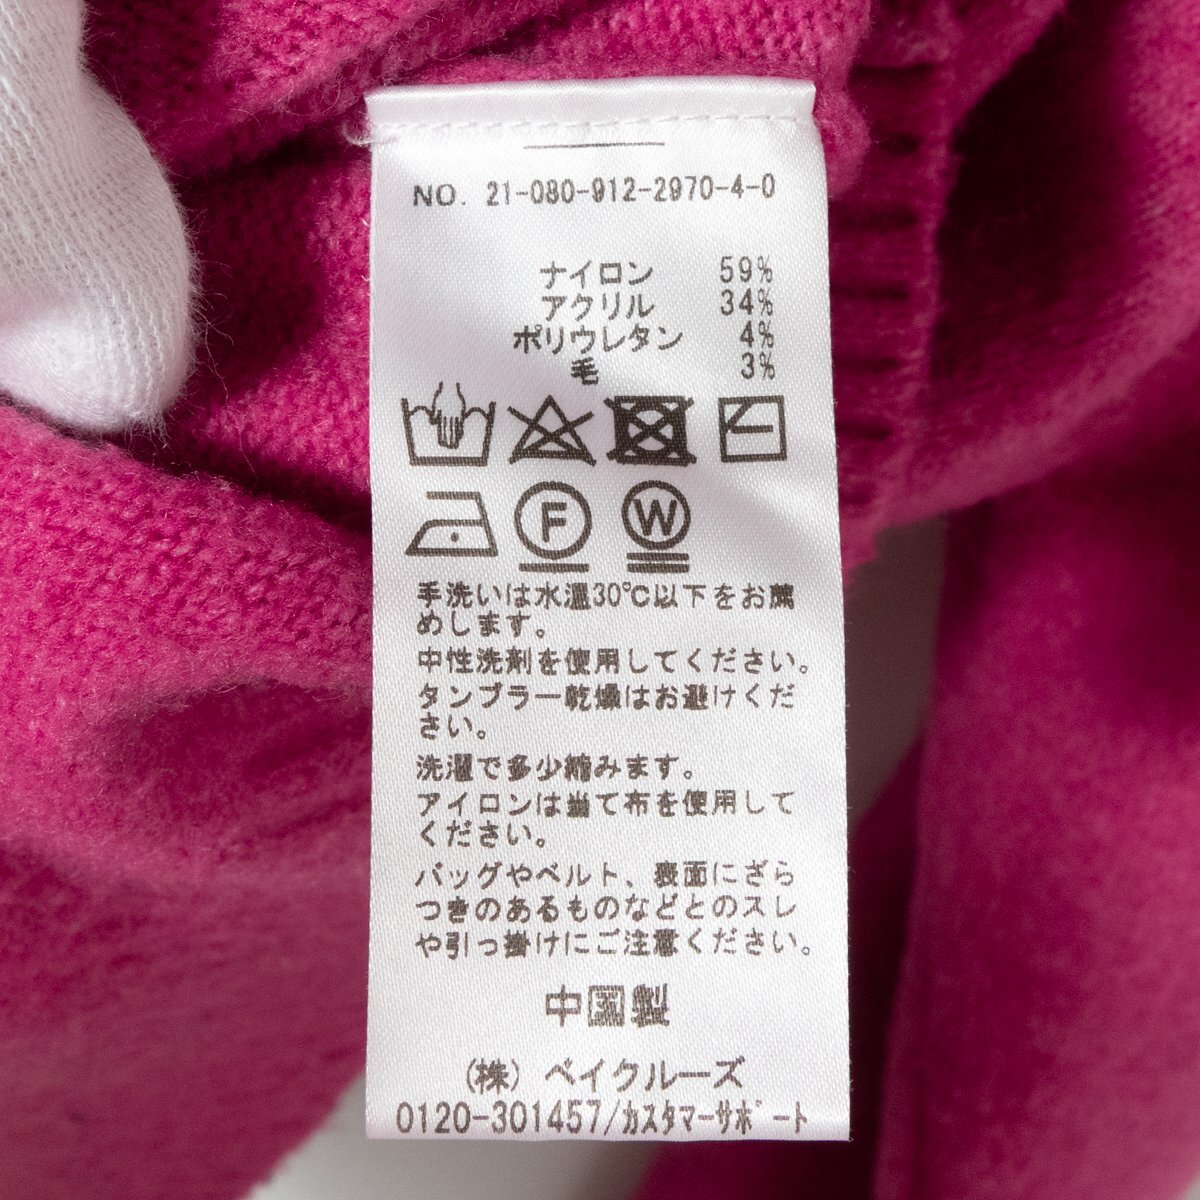 NO. 21-080-912-2970-4-0
ナイロン 59%
アクリル 34%
ポリウレタン 4%
毛 3%
F W
手洗いは水温30℃以下をお薦
めします。
中性洗剤を使用してください。
タンブラー乾燥はお避けくだ
さい。
洗濯で多少縮みます。
アイロンは当て布を使用して
ください。
バッグやベルト、表面にざら
つきのあるものなどとのスレ
や引っ掛けにご注意ください。
中国製
(株) ベイクルーズ
0120-301457/カスタマーサポート